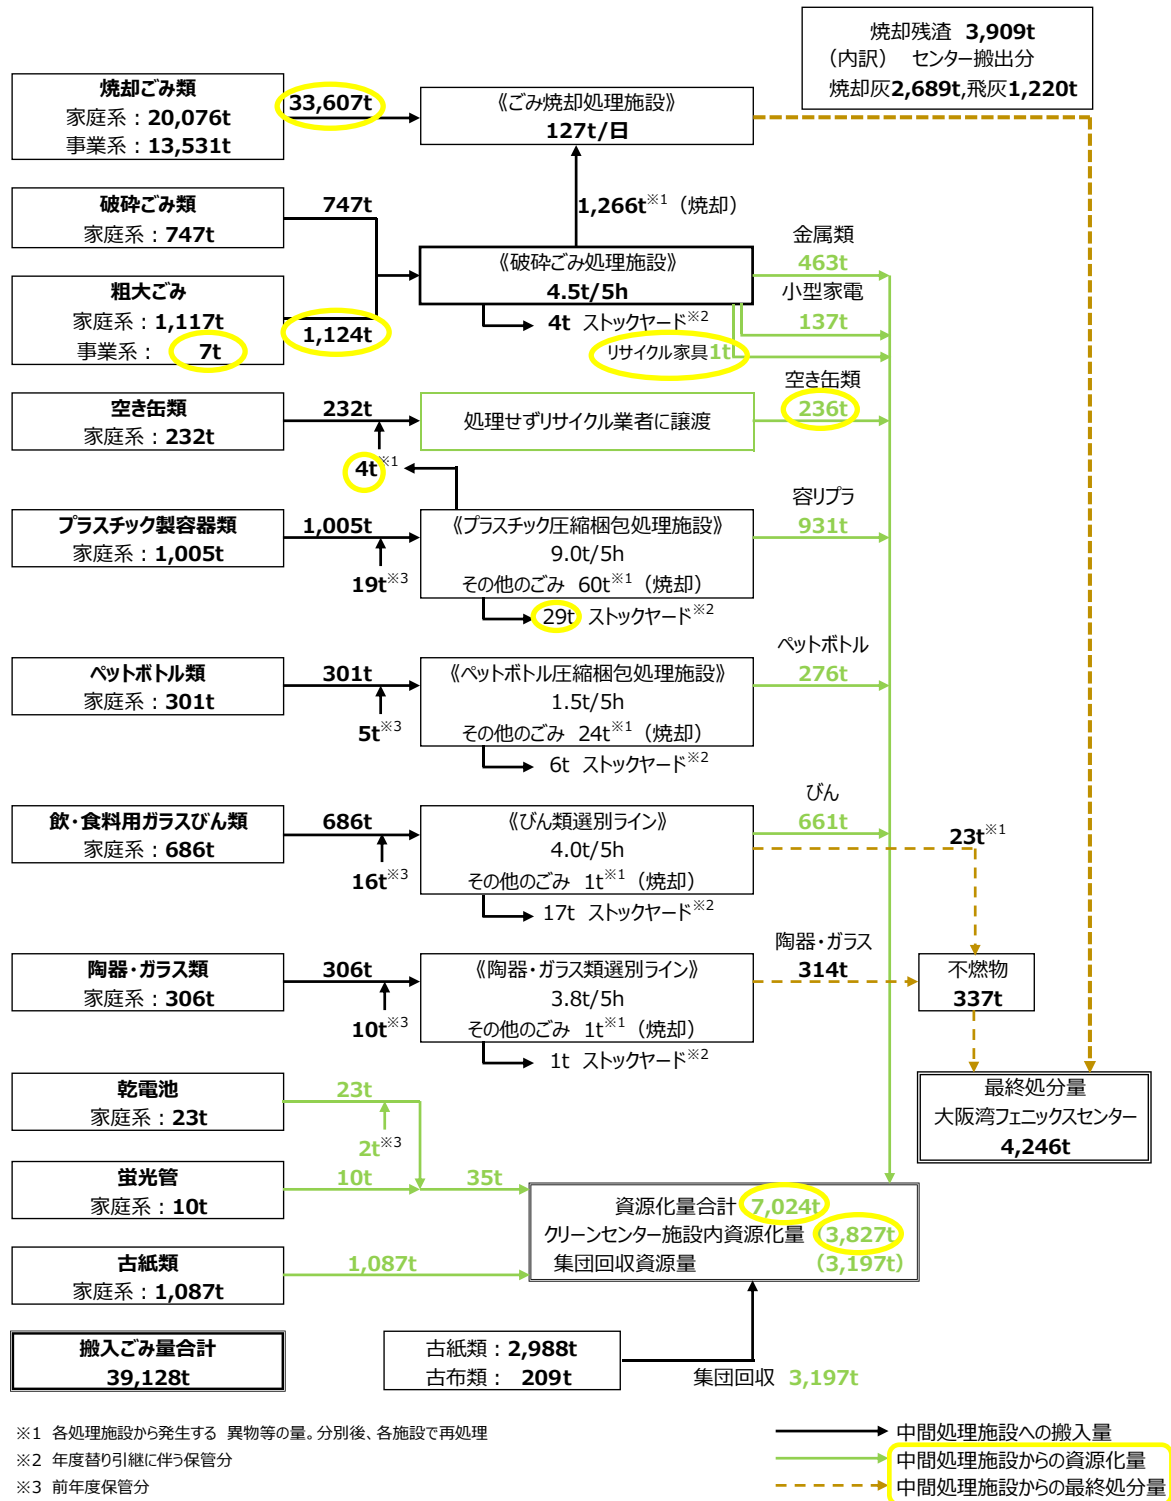 焼却残渣 3,909t
（内訳） センター搬出分
焼却灰2,689t,飛灰1,220t
焼却ごみ類
家庭系：20,076t
事業系：13,531t
33,607t
《ごみ焼却処理施設》
127t/日
1,266t※1（焼却）
破砕ごみ類
家庭系：747t
747t
粗大ごみ
家庭系：1,117t
事業系： 7t
1,124t
《破砕ごみ処理施設》
4.5t/5h
4t ストックヤード※2
金属類
463t
小型家電
137t
リサイクル家具1t
空き缶類
家庭系：232t
232t
処理せずリサイクル業者に譲渡
空き缶類
236t
4t※1
プラスチック製容器類
家庭系：1,005t
1,005t
19t※3
《プラスチック圧縮梱包処理施設》
9.0t/5h
その他のごみ 60t※1（焼却）
29t ストックヤード※2
容リプラ
931t
ペットボトル類
家庭系：301t
301t
5t※3
《ペットボトル圧縮梱包処理施設》
1.5t/5h
その他のごみ 24t※1（焼却）
6t ストックヤード※2
ペットボトル
276t
飲・食料用ガラスびん類
家庭系：686t
686t
16t※3
《びん類選別ライン》
4.0t/5h
その他のごみ 1t※1（焼却）
17t ストックヤード※2
びん
661t
23t※1
陶器・ガラス類
家庭系：306t
306t
10t※3
《陶器・ガラス類選別ライン》
3.8t/5h
その他のごみ 1t※1（焼却）
1t ストックヤード※2
陶器・ガラス
314t
不燃物
337t
乾電池
家庭系：23t
23t
2t※3
最終処分量
大阪湾フェニックスセンター
4,246t
蛍光管
家庭系：10t
10t
35t
資源化量合計 7,024t
クリーンセンター施設内資源化量（3,827t）
集団回収資源量 （3,197t）
古紙類
家庭系：1,087t
1,087t
搬入ごみ量合計
39,128t
古紙類：2,988t
古布類： 209t
集団回収 3,197t
※1 各処理施設から発生する 異物等の量。分別後、各施設で再処理
※2 年度替り引継に伴う保管分
※3 前年度保管分
中間処理施設への搬入量
中間処理施設からの資源化量
中間処理施設からの最終処分量